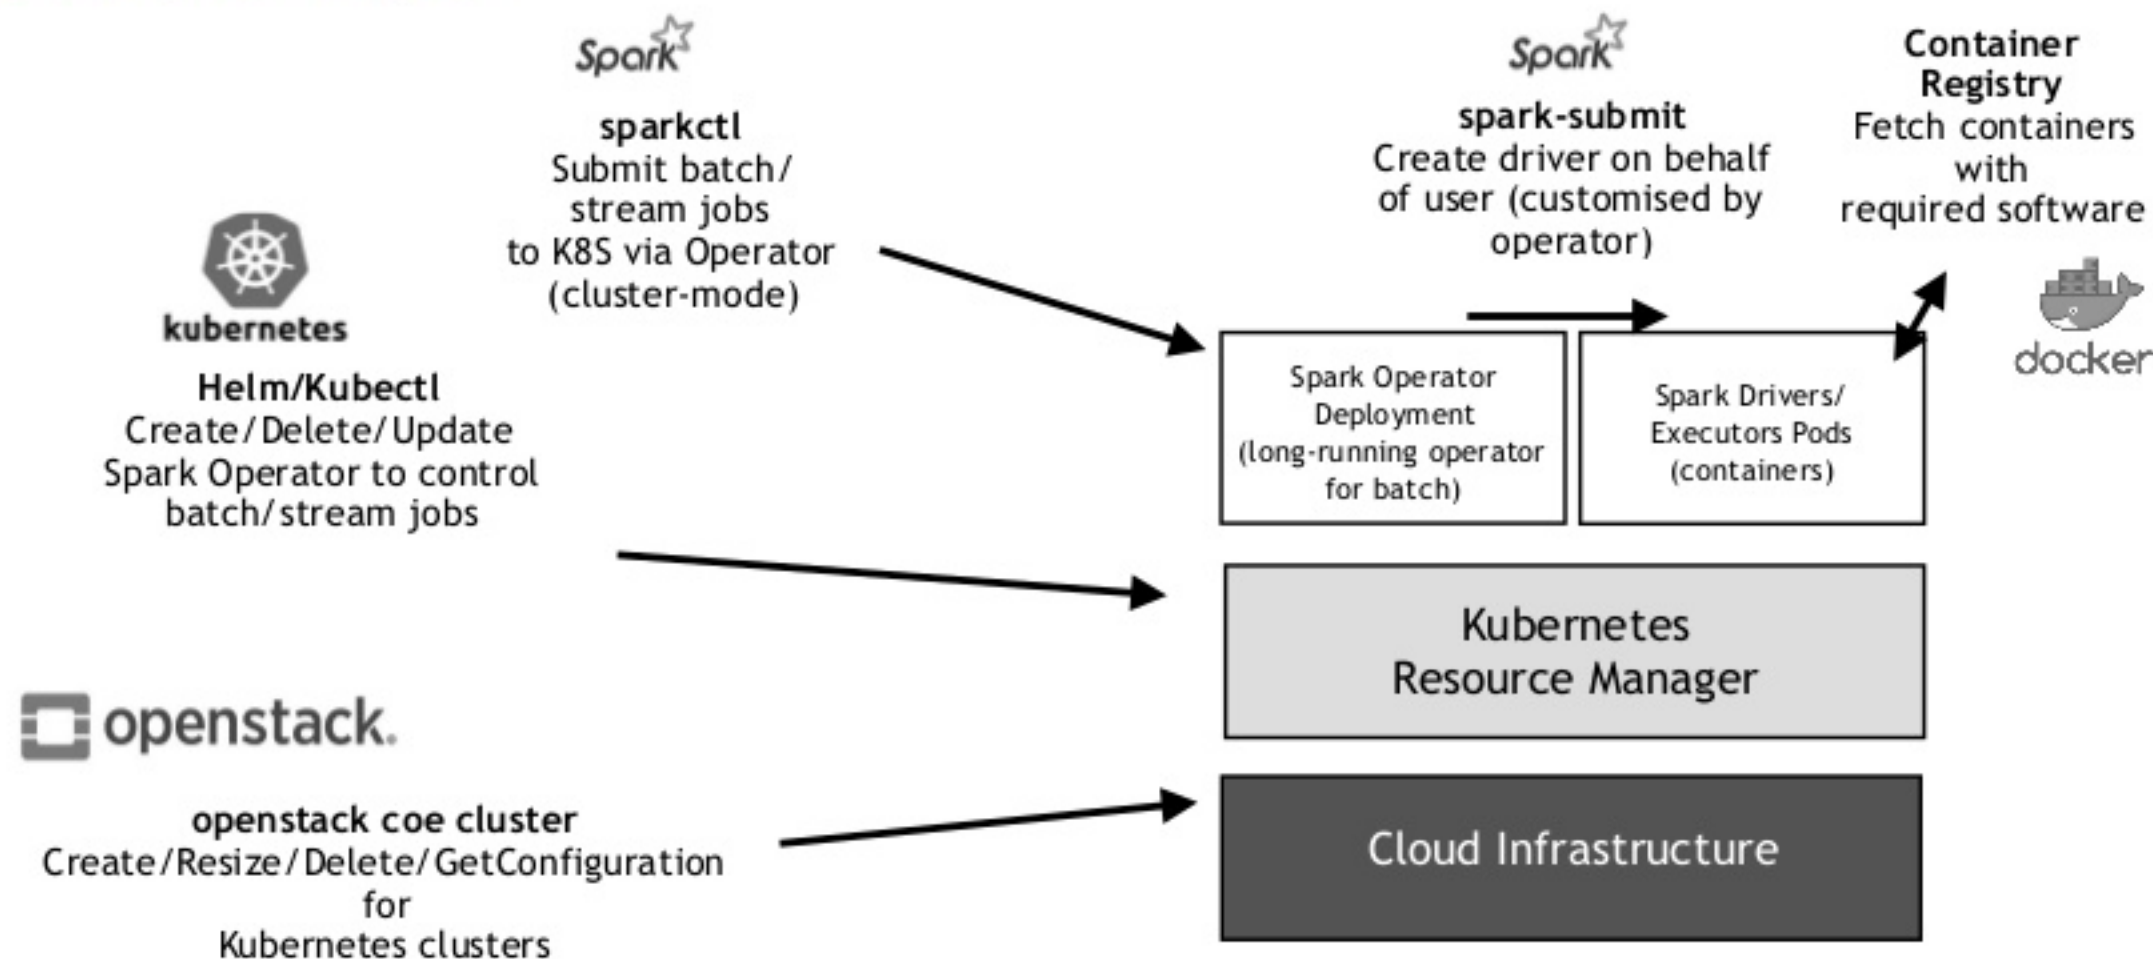 Spark
sparkctl
Submit batch/
stream jobs
to K8S via Operator
(cluster-mode)
Spark
spark-submit
Create driver on behalf
of user (customised by
operator)
Container
Registry
Fetch containers
with
required software
docker
kubernetes
Helm/Kubectl
Create/Delete/Update
Spark Operator to control
batch/stream jobs
Spark Operator
Deployment
(long-running operator
for batch)
Spark Drivers/
Executors Pods
(containers)
Kubernetes
Resource Manager
openstack.
openstack coe cluster
Create/Resize/Delete/GetConfiguration
for
Kubernetes clusters
Cloud Infrastructure